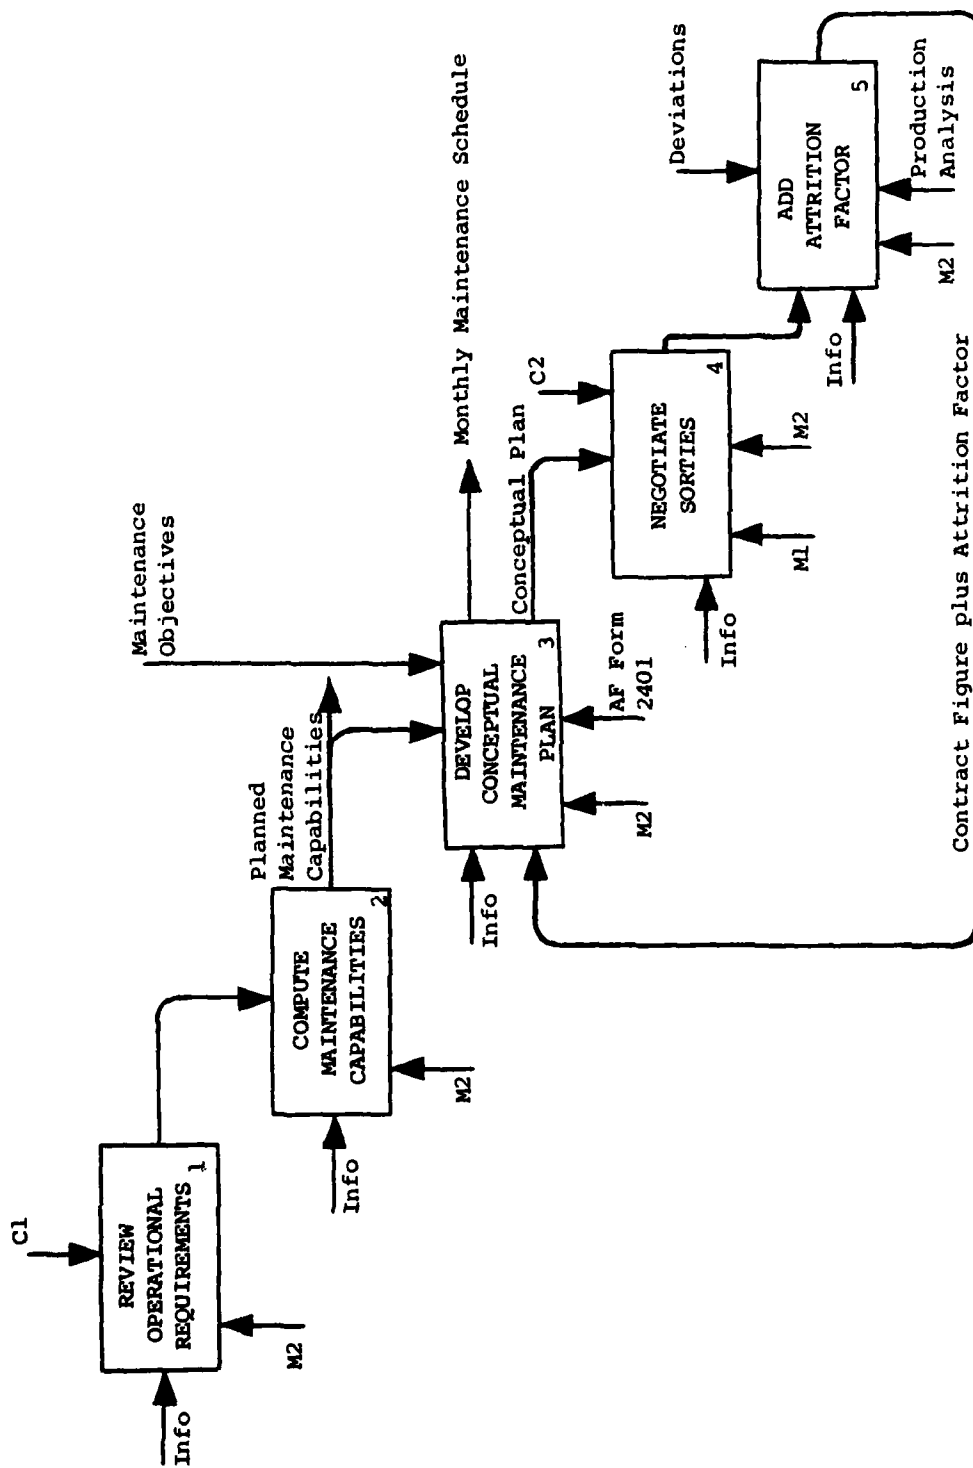 C1
REVIEW
OPERATIONAL
REQUIREMENTS
1
Info
M2
COMPUTE
MAINTENANCE
CAPABILITIES
2
Info
M2
Planned
Maintenance
Capabilities
Maintenance
Objectives
DEVELOP
CONCEPTUAL
MAINTENANCE
PLAN
3
Info
M2
AF Form
2401
Monthly Maintenance Schedule
Conceptual Plan
C2
NEGOTIATE
SORTIES
4
Info
M1
M2
Deviations
ADD
ATTRITION
FACTOR
5
Info
M2
Production
Analysis
Contract Figure plus Attrition Factor